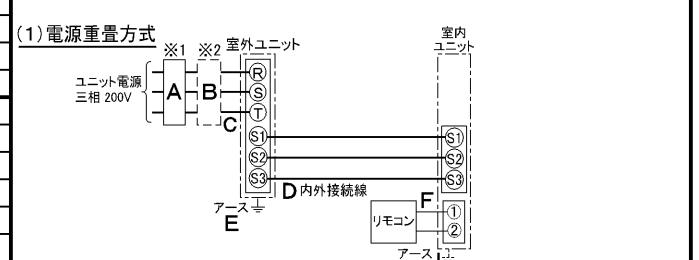 (1)電源重畳方式
※1 ※2 室外ユニット
室内
ユニット
ユニット電源
三相 200V
A
B
C
R
S
T
S1
S2
S3
S1
S2
S3
D 内外接続線
アース
E
F
リモコン
①
②
アース